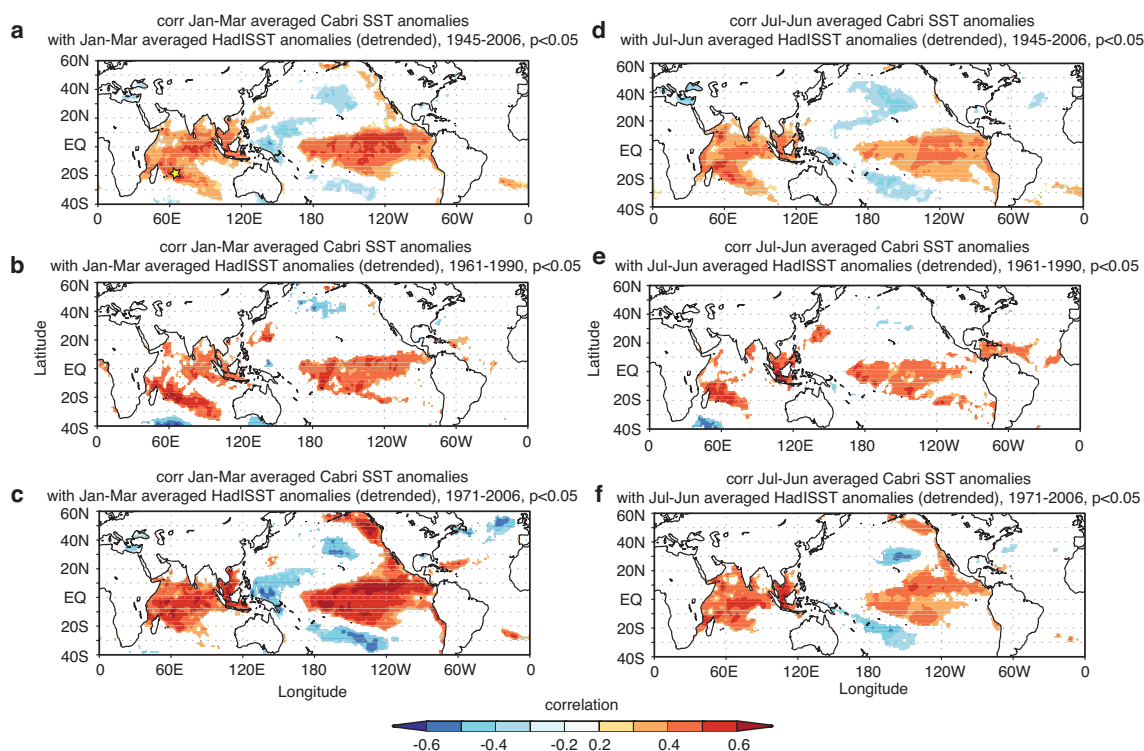 a
corr Jan-Mar averaged Cabri SST anomalies
with Jan-Mar averaged HadISST anomalies (detrended), 1945-2006, p<0.05
60N
40N
20N
EQ
20S
40S
0 60E 120E 180 120W 60W 0
b
corr Jan-Mar averaged Cabri SST anomalies
with Jan-Mar averaged HadISST anomalies (detrended), 1961-1990, p<0.05
60N
40N
20N
EQ
20S
40S
Latitude
0 60E 120E 180 120W 60W 0
c
corr Jan-Mar averaged Cabri SST anomalies
with Jan-Mar averaged HadISST anomalies (detrended), 1971-2006, p<0.05
60N
40N
20N
EQ
20S
40S
0 60E 120E 180 120W 60W 0
Longitude
d
corr Jul-Jun averaged Cabri SST anomalies
with Jul-Jun averaged HadISST anomalies (detrended), 1945-2006, p<0.05
60N
40N
20N
EQ
20S
40S
0 60E 120E 180 120W 60W 0
e
corr Jul-Jun averaged Cabri SST anomalies
with Jul-Jun averaged HadISST anomalies (detrended), 1961-1990, p<0.05
60N
40N
20N
EQ
20S
40S
Latitude
0 60E 120E 180 120W 60W 0
f
corr Jul-Jun averaged Cabri SST anomalies
with Jul-Jun averaged HadISST anomalies (detrended), 1971-2006, p<0.05
60N
40N
20N
EQ
20S
40S
0 60E 120E 180 120W 60W 0
Longitude
correlation
-0.6 -0.4 -0.2 0.2 0.4 0.6